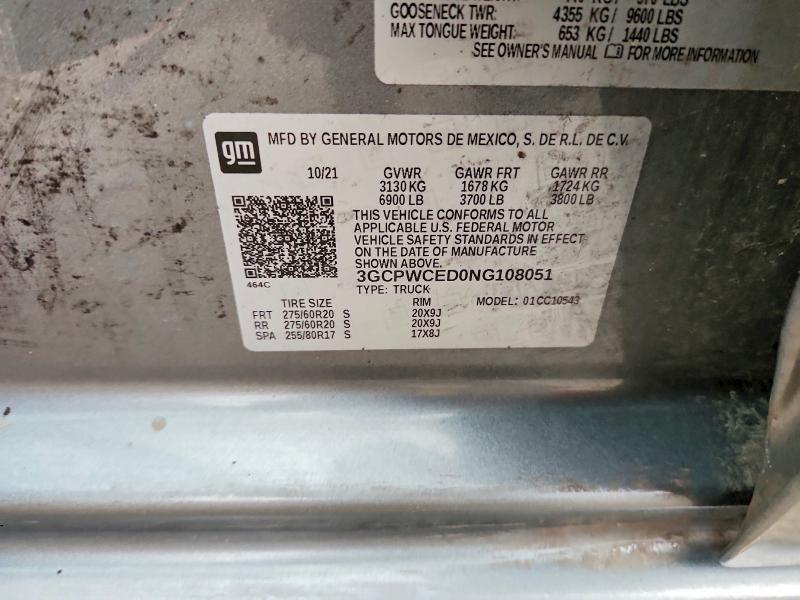 GOOSENECK TWR: 4355 KG / 9600 LBS
MAX TONGUE WEIGHT: 653 KG / 1440 LBS
SEE OWNER'S MANUAL FOR MORE INFORMATION
gm MFD BY GENERAL MOTORS DE MEXICO, S. DE R.L. DE C.V.
10/21 GVWR GAWR FRT GAWR RR
3130 KG 1678 KG 1724 KG
6900 LB 3700 LB 3800 LB
THIS VEHICLE CONFORMS TO ALL
APPLICABLE U.S. FEDERAL MOTOR
VEHICLE SAFETY STANDARDS IN EFFECT
ON THE DATE OF MANUFACTURE
SHOWN ABOVE.
3GCPWCED0NG108051
464C TYPE: TRUCK MODEL: 01 CC10543
TIRE SIZE RIM
FRT 275/60R20 S 20X9J
RR 275/60R20 S 20X9J
SPA 255/80R17 S 17X8J